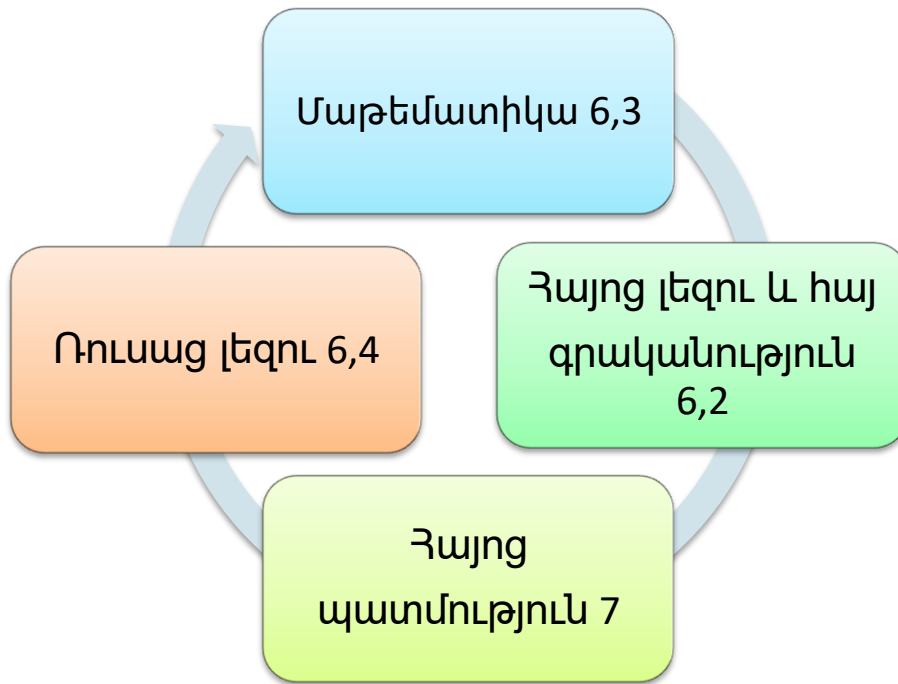 Մաթեմատիկա 6,3
Հայոց լեզու և հայ
գրականություն
6,2
Ռուսաց լեզու 6,4
Հայոց
պատմություն 7